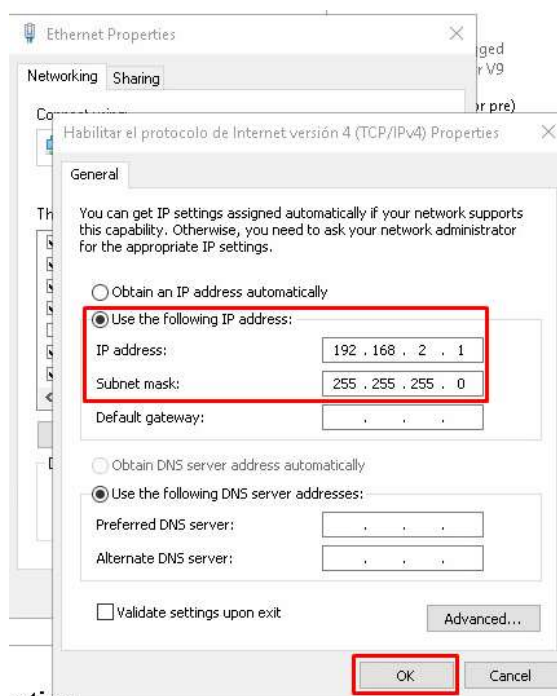 Ethernet Properties
Networking
Sharing
r V9
or pre)
Habilitar el protocolo de Internet versión 4 (TCP/IPv4) Properties
General
Th
You can get IP settings assigned automatically if your network supports
this capability. Otherwise, you need to ask your network administrator
for the appropriate IP settings.
Obtain an IP address automatically
Use the following IP address:
IP address: 192 . 168 . 2 . 1
Subnet mask: 255 . 255 . 255 . 0
Default gateway: . . .
Obtain DNS server address automatically
Use the following DNS server addresses:
Preferred DNS server: . . .
Alternate DNS server: . . .
Validate settings upon exit
Advanced...
OK
Cancel